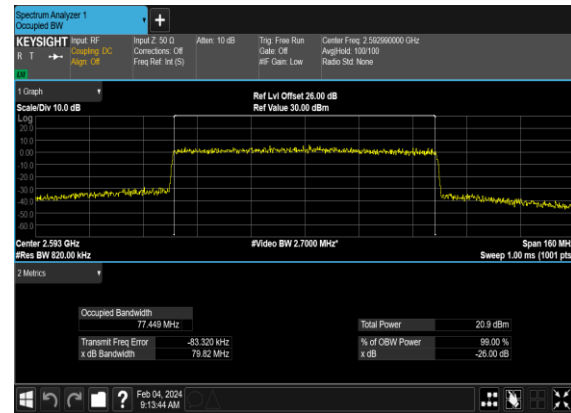 Spectrum Analyzer 1
Occupied BW
KEYSIGHT Input: RF Input Z: 50 Ω Atten: 10 dB Trig: Free Run Center Freq: 2.592990000 GHz
R T Coupling: DC Corrections: Off Gate: Off Avg|Hold: 100/100
Align: Off Freq Ref: Int (S) #IF Gain: Low Radio Std: None
LW
1 Graph
Ref Lvl Offset 26.00 dB
Scale/Div 10.0 dB Ref Value 30.00 dBm
Log
20.0
10.0
0.00
-10.0
-20.0
-30.0
-40.0
-50.0
-60.0
Center 2.593 GHz #Video BW 2.7000 MHz* Span 160 MH
#Res BW 820.00 kHz Sweep 1.00 ms (1001 pts
2 Metrics
Occupied Bandwidth
77.449 MHz Total Power 20.9 dBm
Transmit Freq Error -83.320 kHz % of OBW Power 99.00 %
x dB Bandwidth 79.82 MHz x dB -26.00 dB
?
Feb 04, 2024
9:13:44 AM